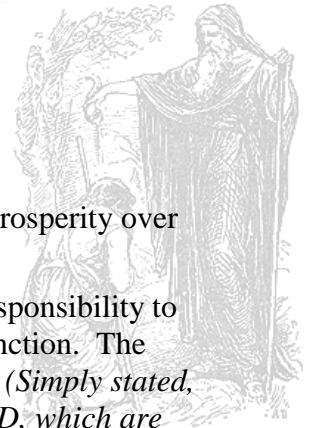 rosperity over
sponsibility to
nction. The
(Simply stated,
D, which are